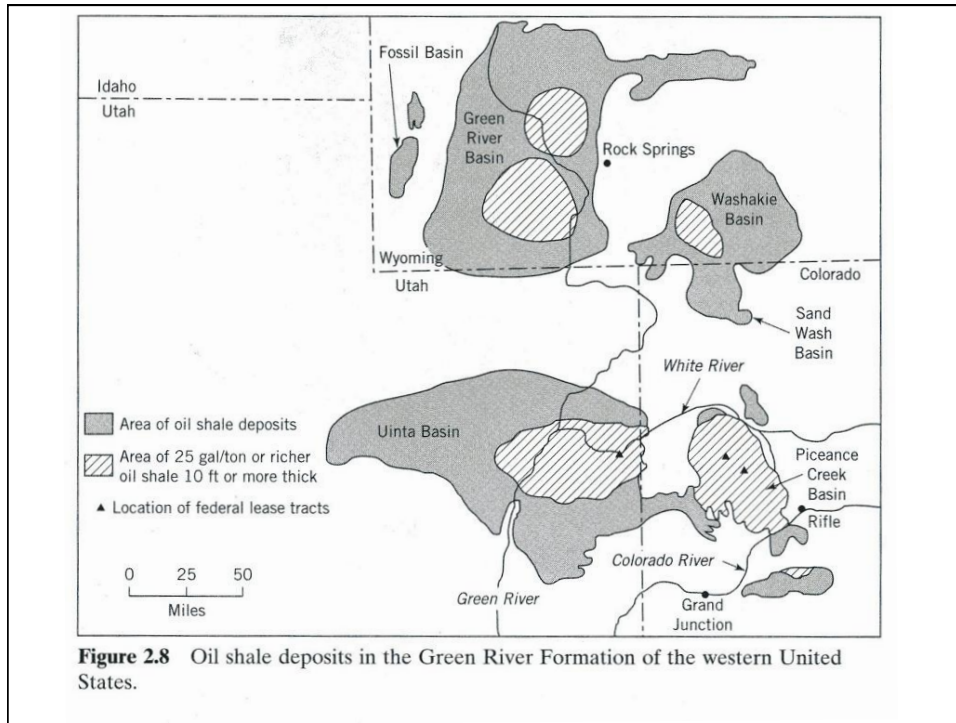 Fossil Basin
Idaho
Utah
Green
River
Basin
Rock Springs
Washakie
Basin
Wyoming
Utah
Colorado
Sand
Wash
Basin
White River
Area of oil shale deposits
Uinta Basin
Area of 25 gal/ton or richer
oil shale 10 ft or more thick
Piceance
Creek
Basin
Location of federal lease tracts
Rifle
Colorado River
0 25 50
Miles
Green River
Grand
Junction
Figure 2.8 Oil shale deposits in the Green River Formation of the western United
States.